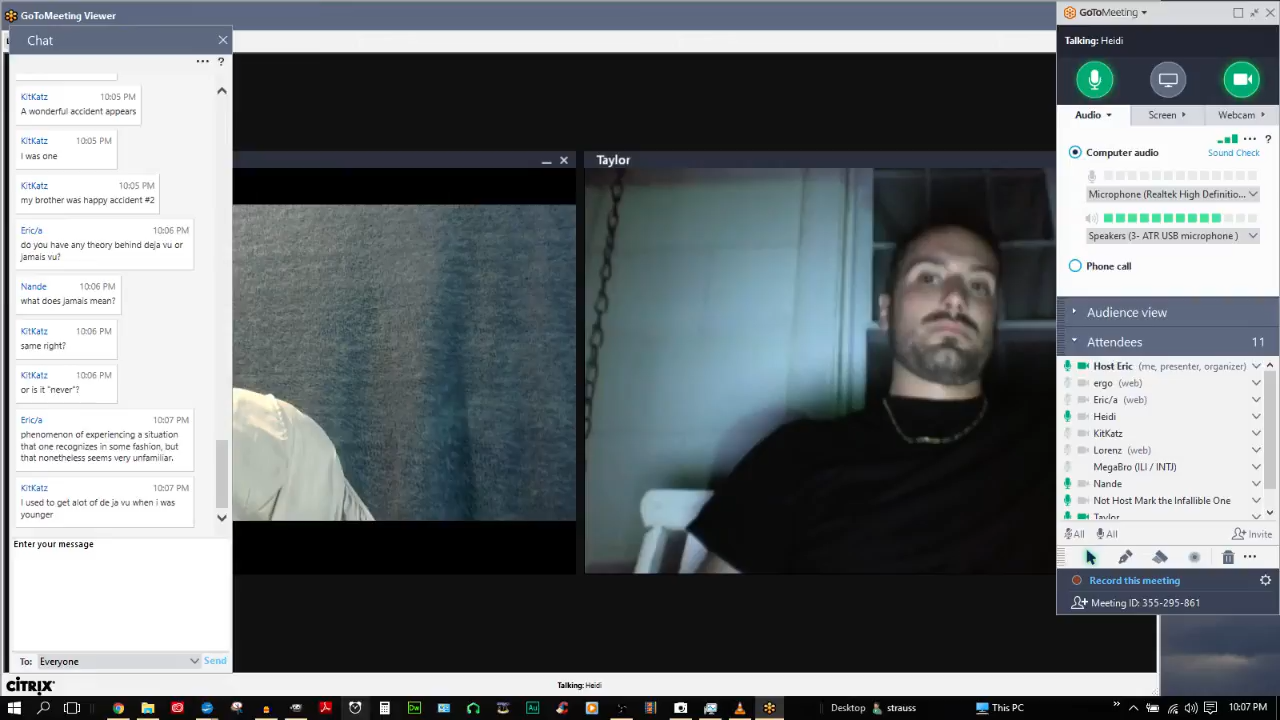 GoToMeeting Viewer
Chat
KitKatz 10:05 PM
A wonderful accident appears
KitKatz 10:05 PM
I was one
KitKatz 10:05 PM
my brother was happy accident #2
Eric/a 10:06 PM
do you have any theory behind deja vu or
jamais vu?
Nande 10:06 PM
what does jamais mean?
KitKatz 10:06 PM
same right?
KitKatz 10:06 PM
or is it "never"?
Eric/a 10:07 PM
phenomenon of experiencing a situation
that one recognizes in some fashion, but
that nonetheless seems very unfamiliar.
KitKatz 10:07 PM
I used to get alot of de ja vu when i was
younger
Enter your message
To: Everyone Send
CITRIX
Taylor
Talking: Heidi
GoToMeeting
Talking: Heidi
Audio Screen Webcam
Computer audio Sound Check
Microphone (Realtek High Definitio...
Speakers (3- ATR USB microphone )
Phone call
Audience view
Attendees 11
Host Eric (me, presenter, organizer)
ergo (web)
Eric/a (web)
Heidi
KitKatz
Lorenz (web)
MegaBro (ILI / INTJ)
Nande
Not Host Mark the Infallible One
Taylor
All All Invite
Record this meeting
Meeting ID: 355-295-861
Desktop strauss This PC 10:07 PM